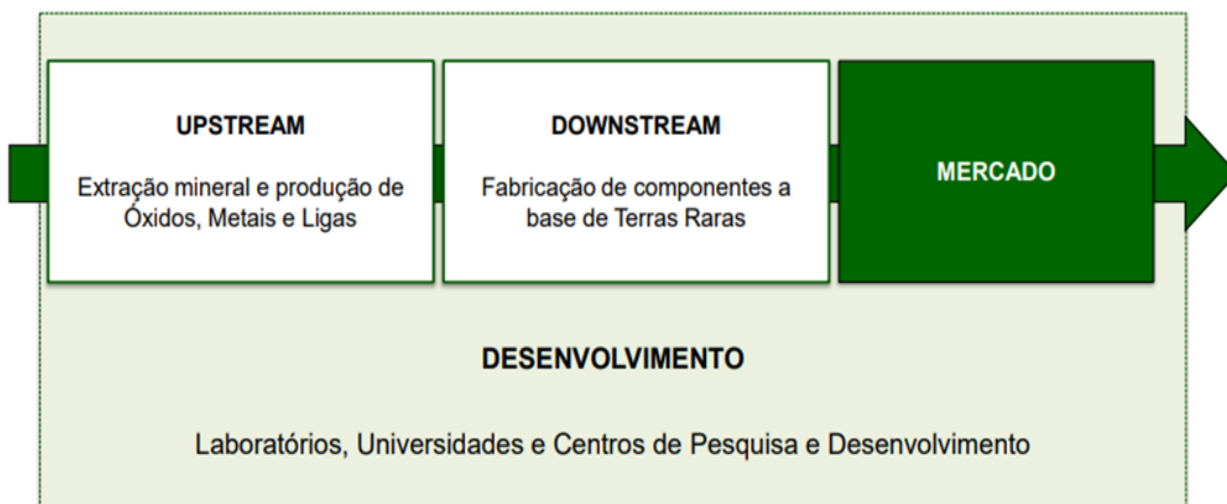 UPSTREAM
Extração mineral e produção de
Óxidos, Metais e Ligas
DOWNSTREAM
Fabricação de componentes a
base de Terras Raras
MERCADO
DESENVOLVIMENTO
Laboratórios, Universidades e Centros de Pesquisa e Desenvolvimento